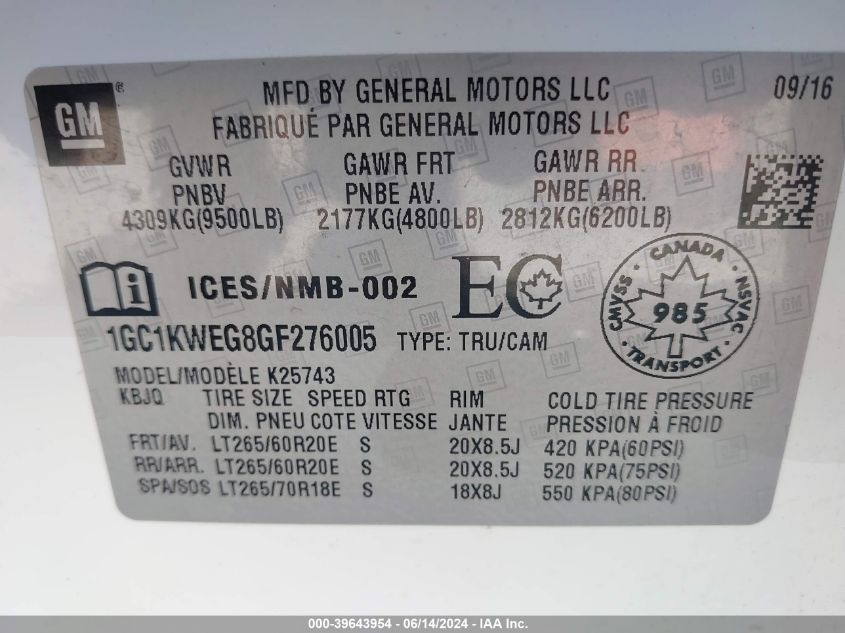 GM ®
MFD BY GENERAL MOTORS LLC 09/16
FABRIQUÉ PAR GENERAL MOTORS LLC
GVWR GAWR FRT GAWR RR
PNBV PNBE AV. PNBE ARR.
4309KG(9500LB) 2177KG(4800LB) 2812KG(6200LB)
ICES/NMB-002 EC
CANADA
CMVSS 985 NSVAC
TRANSPORT
1GC1KWEG8GF276005 TYPE: TRU/CAM
MODEL/MODÈLE K25743
KBJQ TIRE SIZE SPEED RTG RIM COLD TIRE PRESSURE
DIM. PNEU COTE VITESSE JANTE PRESSION À FROID
FRT/AV. LT265/60R20E S 20X8.5J 420 KPA(60PSI)
RR/ARR. LT265/60R20E S 20X8.5J 520 KPA(75PSI)
SPA/SOS LT265/70R18E S 18X8J 550 KPA(80PSI)
000-39643954 - 06/14/2024 - IAA Inc.